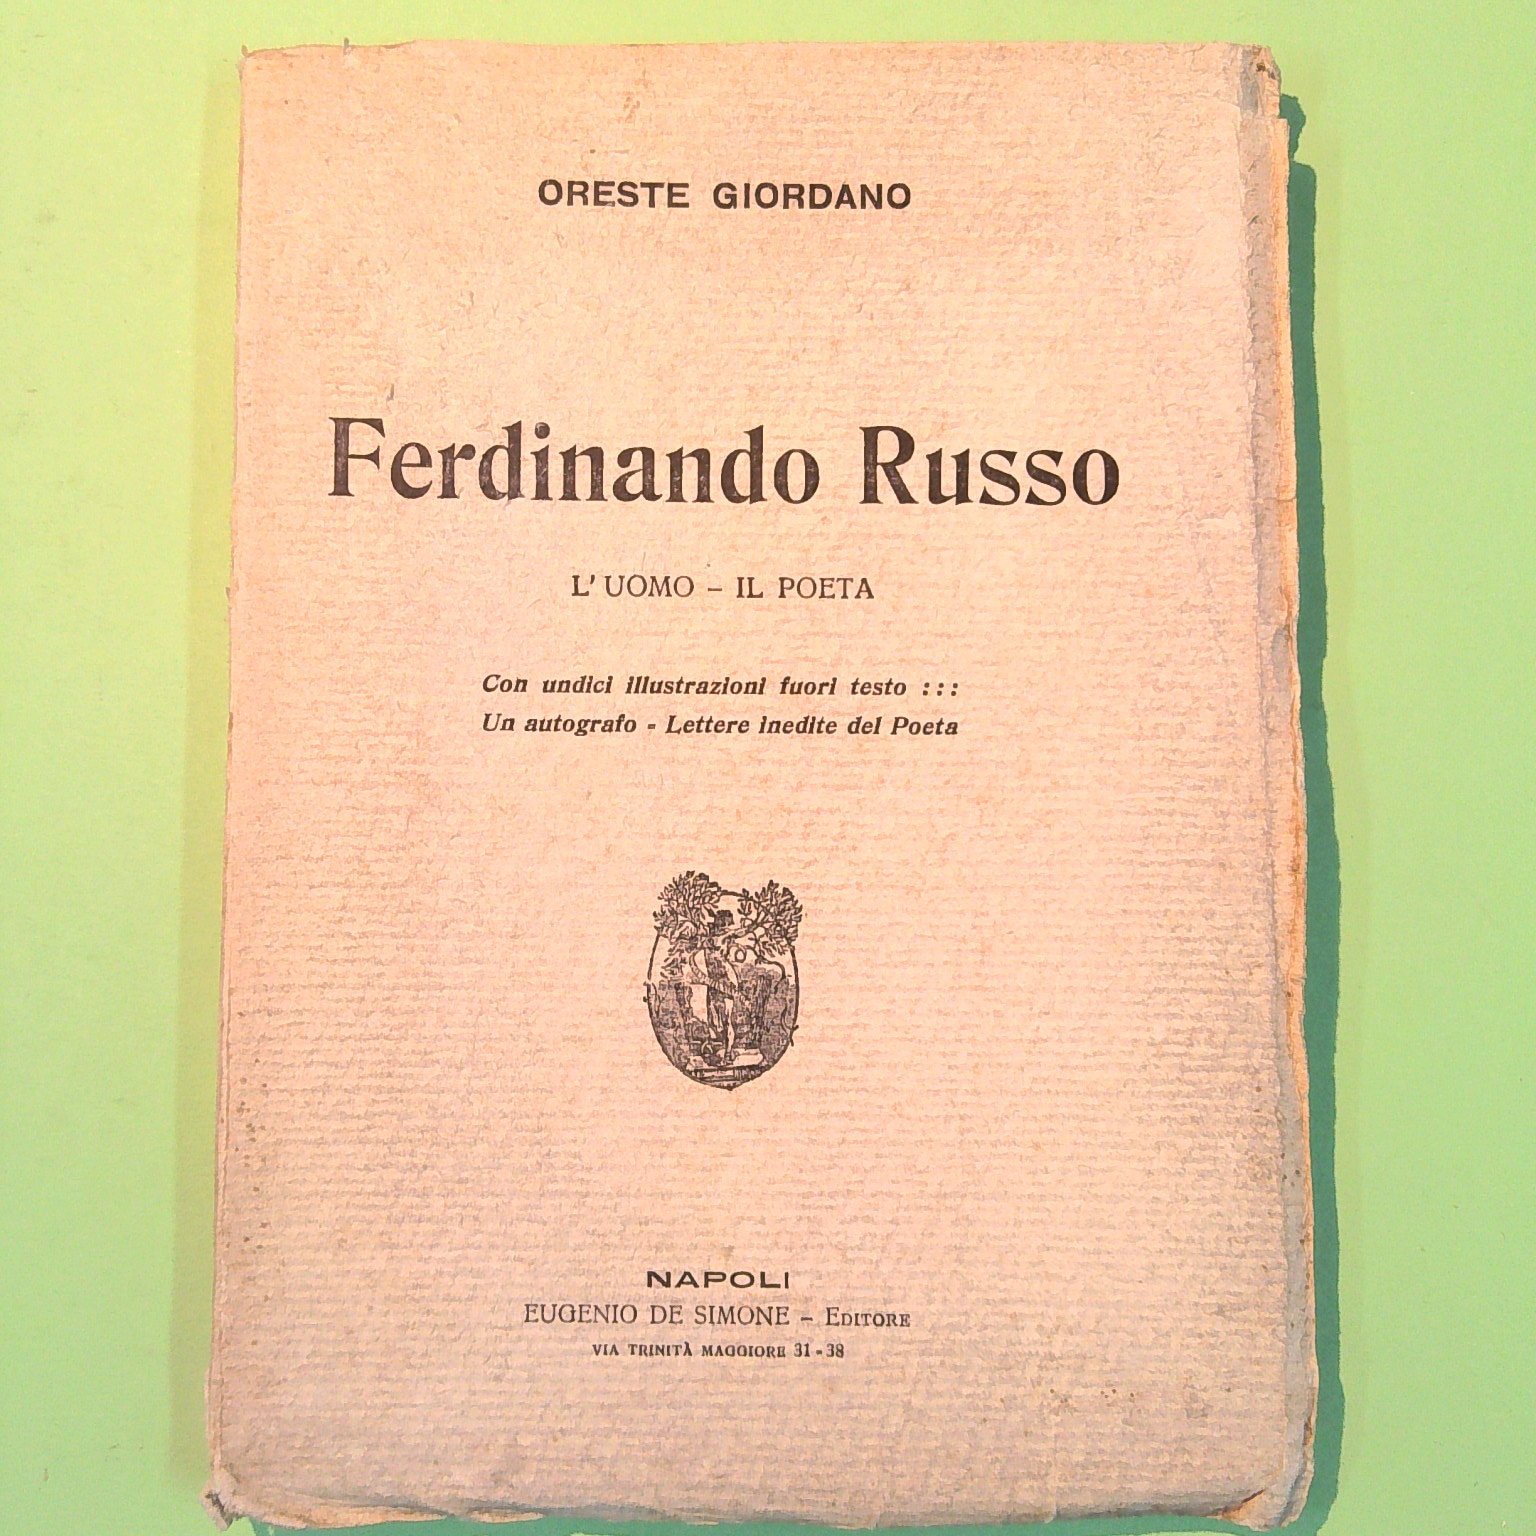 ORESTE GIORDANO
Ferdinando Russo
L'UOMO – IL POETA
Con undici illustrazioni fuori testo : : :
Un autografo - Lettere inedite del Poeta
NAPOLI
EUGENIO DE SIMONE – EDITORE
VIA TRINITÀ MAGGIORE 31 - 38